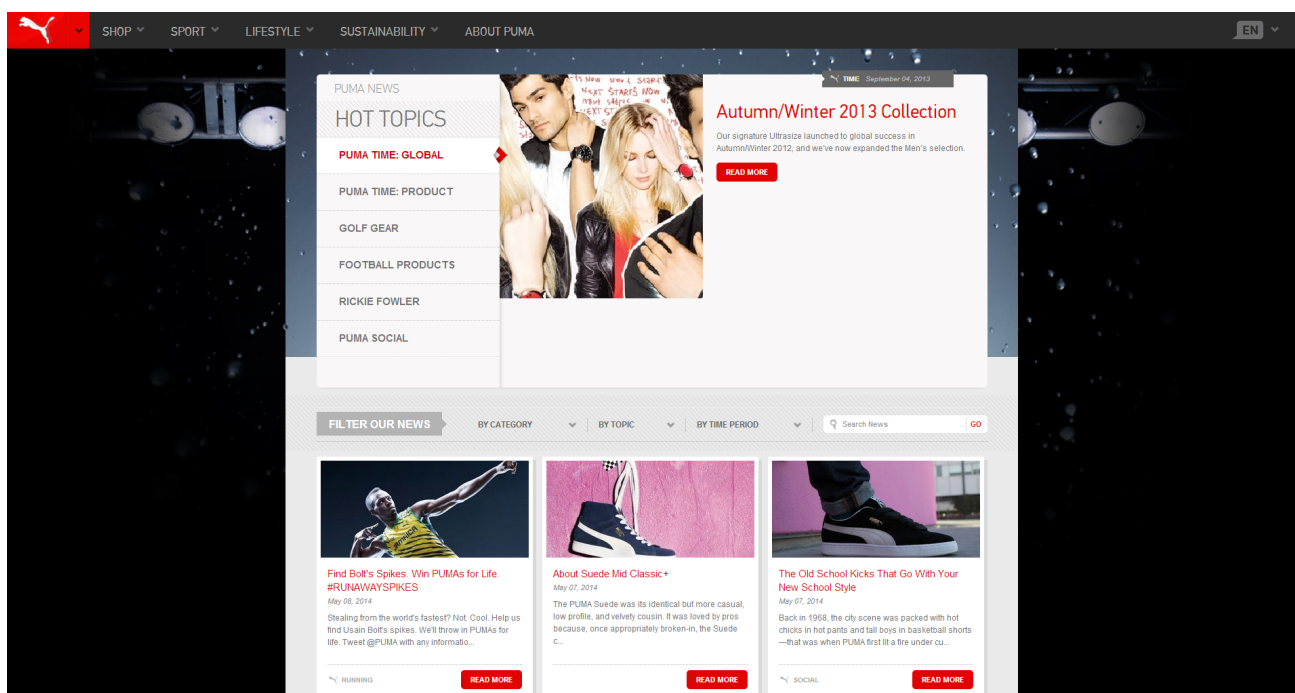 SHOP
SPORT
LIFESTYLE
SUSTAINABILITY
ABOUT PUMA
EN
PUMA NEWS
HOT TOPICS
PUMA TIME: GLOBAL
PUMA TIME: PRODUCT
GOLF GEAR
FOOTBALL PRODUCTS
RICKIE FOWLER
PUMA SOCIAL
TIME September 04, 2013
Autumn/Winter 2013 Collection
Our signature Ultrasize launched to global success in
Autumn/Winter 2012, and we've now expanded the Men's selection.
READ MORE
FILTER OUR NEWS
BY CATEGORY
BY TOPIC
BY TIME PERIOD
Search News
GO
Find Bolt's Spikes. Win PUMAs for Life.
#RUNAWAYSPIKES
May 08, 2014
Stealing from the world's fastest? Not. Cool. Help us
find Usain Bolt's spikes. We'll throw in PUMAs for
life. Tweet @PUMA with any informatio...
RUNNING
READ MORE
About Suede Mid Classic+
May 07, 2014
The PUMA Suede was its identical but more casual,
low profile, and velvety cousin. It was loved by pros
because, once appropriately broken-in, the Suede
c...
READ MORE
The Old School Kicks That Go With Your
New School Style
May 07, 2014
Back in 1968, the city scene was packed with hot
chicks in hot pants and tall boys in basketball shorts
—that was when PUMA first lit a fire under cu...
SOCIAL
READ MORE